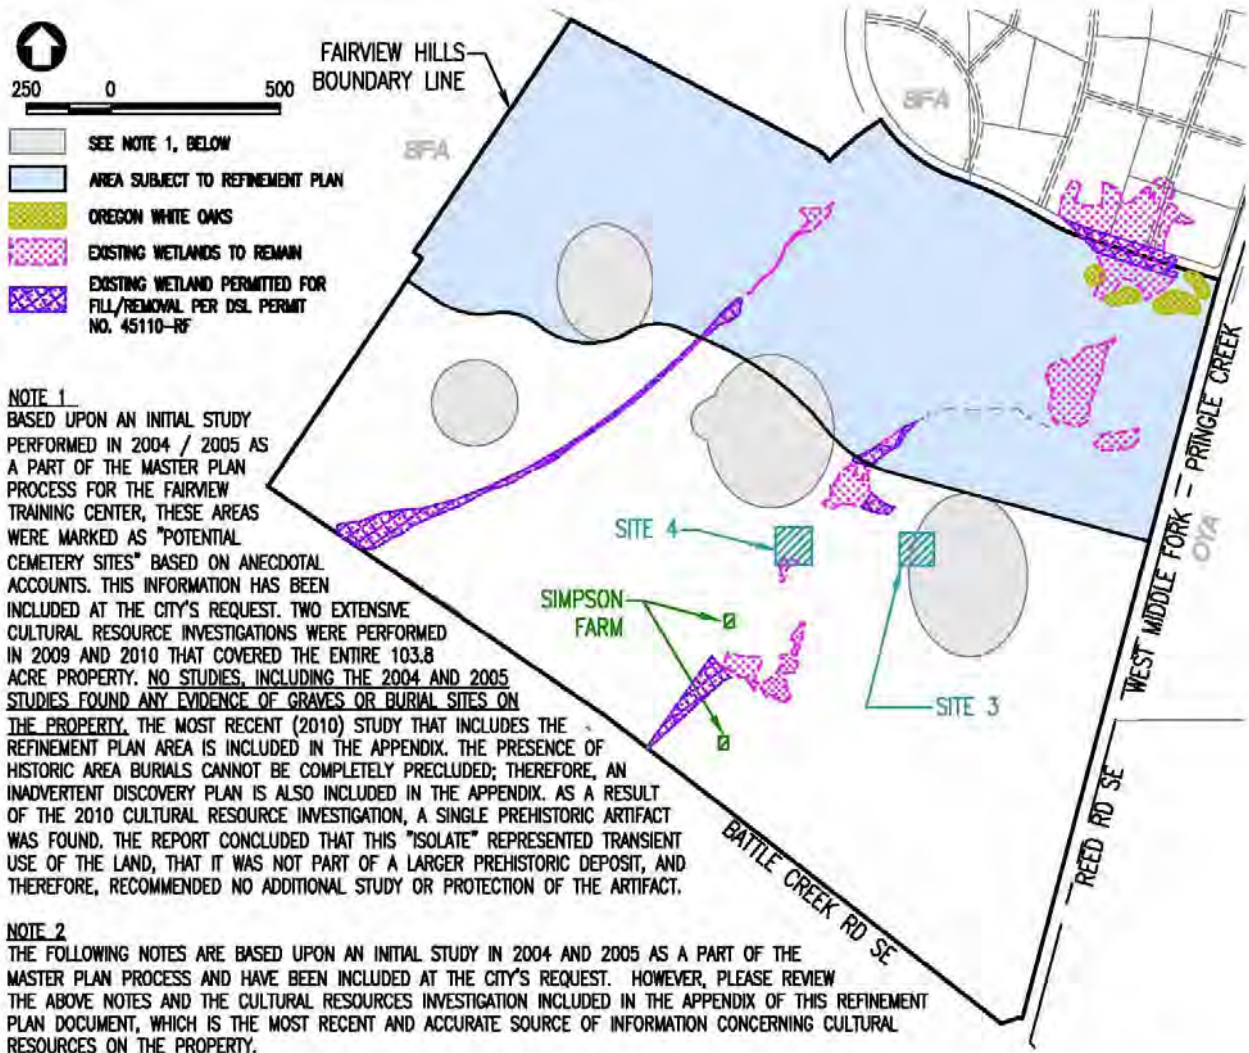 FAIRVIEW HILLS
BOUNDARY LINE
250 0 500
SEE NOTE 1, BELOW
AREA SUBJECT TO REFINEMENT PLAN
OREGON WHITE OAKS
EXISTING WETLANDS TO REMAIN
EXISTING WETLAND PERMITTED FOR
FILL/REMOVAL PER DSL PERMIT
NO. 45110-RF
NOTE 1
BASED UPON AN INITIAL STUDY
PERFORMED IN 2004 / 2005 AS
A PART OF THE MASTER PLAN
PROCESS FOR THE FAIRVIEW
TRAINING CENTER, THESE AREAS
WERE MARKED AS "POTENTIAL
CEMETERY SITES" BASED ON ANECDOTAL
ACCOUNTS. THIS INFORMATION HAS BEEN
INCLUDED AT THE CITY'S REQUEST. TWO EXTENSIVE
CULTURAL RESOURCE INVESTIGATIONS WERE PERFORMED
IN 2009 AND 2010 THAT COVERED THE ENTIRE 103.8
ACRE PROPERTY. NO STUDIES, INCLUDING THE 2004 AND 2005
STUDIES FOUND ANY EVIDENCE OF GRAVES OR BURIAL SITES ON
THE PROPERTY. THE MOST RECENT (2010) STUDY THAT INCLUDES THE
REFINEMENT PLAN AREA IS INCLUDED IN THE APPENDIX. THE PRESENCE OF
HISTORIC AREA BURIALS CANNOT BE COMPLETELY PRECLUDED; THEREFORE, AN
INADVERTENT DISCOVERY PLAN IS ALSO INCLUDED IN THE APPENDIX. AS A RESULT
OF THE 2010 CULTURAL RESOURCE INVESTIGATION, A SINGLE PREHISTORIC ARTIFACT
WAS FOUND. THE REPORT CONCLUDED THAT THIS "ISOLATE" REPRESENTED TRANSIENT
USE OF THE LAND, THAT IT WAS NOT PART OF A LARGER PREHISTORIC DEPOSIT, AND
THEREFORE, RECOMMENDED NO ADDITIONAL STUDY OR PROTECTION OF THE ARTIFACT.
NOTE 2
THE FOLLOWING NOTES ARE BASED UPON AN INITIAL STUDY IN 2004 AND 2005 AS A PART OF THE
MASTER PLAN PROCESS AND HAVE BEEN INCLUDED AT THE CITY'S REQUEST. HOWEVER, PLEASE REVIEW
THE ABOVE NOTES AND THE CULTURAL RESOURCES INVESTIGATION INCLUDED IN THE APPENDIX OF THIS REFINEMENT
PLAN DOCUMENT, WHICH IS THE MOST RECENT AND ACCURATE SOURCE OF INFORMATION CONCERNING CULTURAL
RESOURCES ON THE PROPERTY.
SFA
SFA
SITE 4
SIMPSON
FARM
SITE 3
BATTLE CREEK RD SE
REED RD SE
WEST MIDDLE FORK - PRINGLE CREEK
OYA